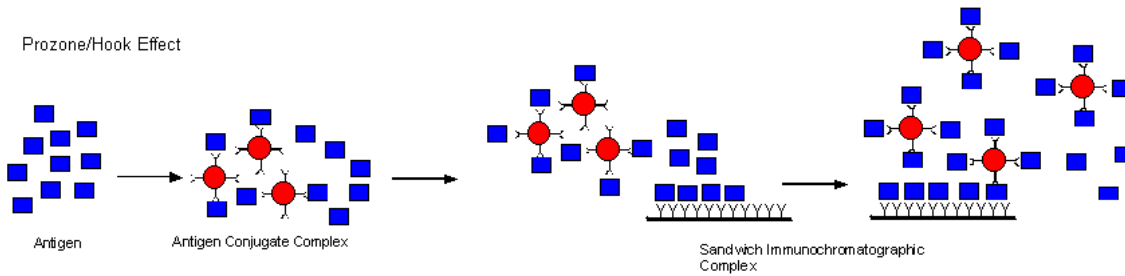 Prozone/Hook Effect
Antigen
Antigen Conjugate Complex
Sandwich Immunochromatographic
Complex